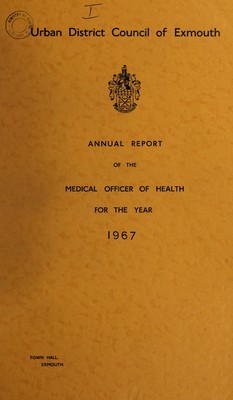 I
Urban District Council of Exmouth
ANNUAL REPORT
OF THE
MEDICAL OFFICER OF HEALTH
FOR THE YEAR
1967
TOWN HALL,
EXMOUTH